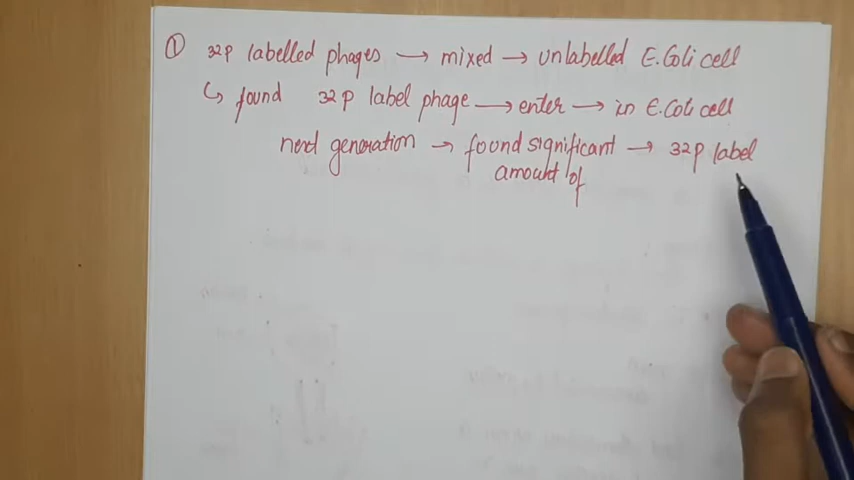 ① 32p labelled phages → mixed → unlabelled E.Coli cell
↳ found 32p label phage → enter → in E.Coli cell
next generation → found significant → 32p label
amount of